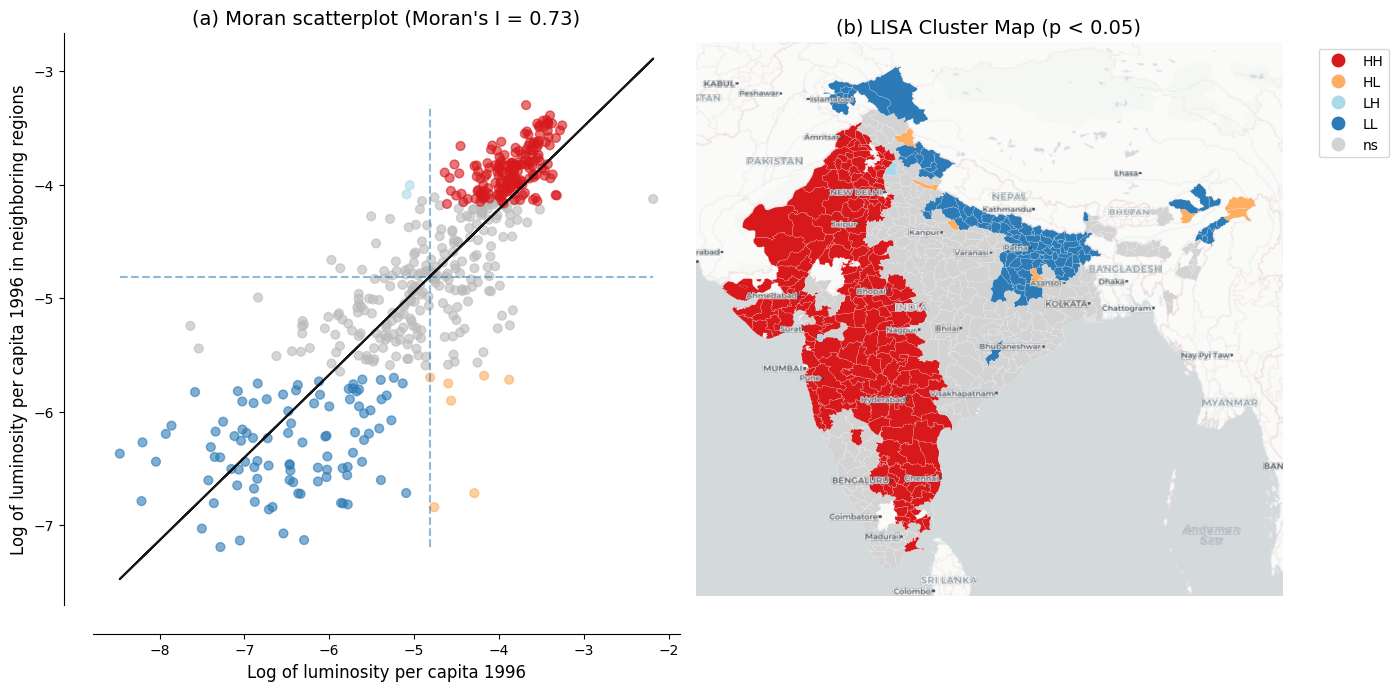 (a) Moran scatterplot (Moran's I = 0.73)
−3
−4
−5
−6
−7
Log of luminosity per capita 1996 in neighboring regions
−8
−7
−6
−5
−4
−3
−2
Log of luminosity per capita 1996
(b) LISA Cluster Map (p < 0.05)
KABUL
Peshawar
Islamabad
STAN
Amritsar
PAKISTAN
Lhasa
NEW DELHI
NEPAL
Kathmandu
BHUTAN
Jaipur
Kanpur
Patna
Varanasi
rabad
BANGLADESH
Asansol
Dhaka
Ahmedabad
Bhopal
KOLKATA
Chattogram
INDIA
Surat
Nagpur
Bhilai
Bhubaneswar
Nay Pyi Taw
MUMBAI
Pune
Hyderabad
Visakhapatnam
MYANMAR
BENGALURU
Chennai
BAN
Coimbatore
Madurai
Andaman
Sea
SRI LANKA
Colombo
HH
HL
LH
LL
ns